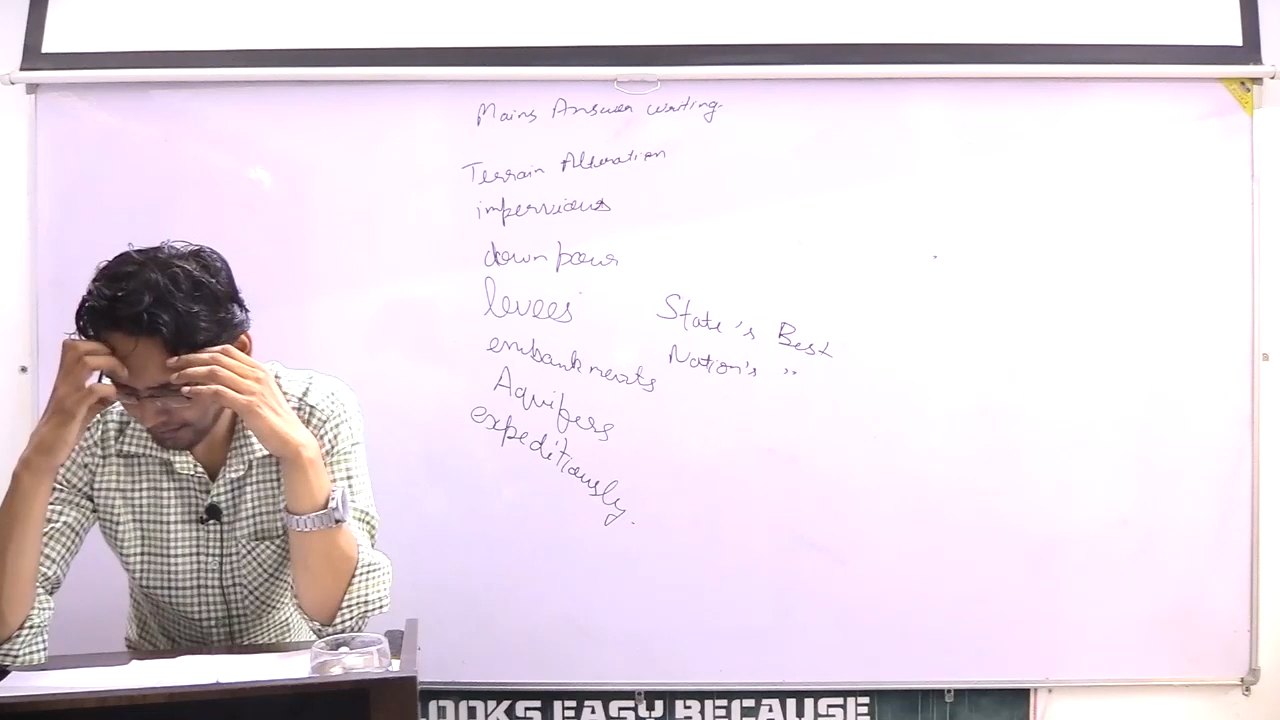 Mains Answer writing
Terrain Alteration
impervious
downpour
levees
embankments
Aquifers
expeditiously.
State's Best
Nation's "
LOOKS EASY BECAUSE